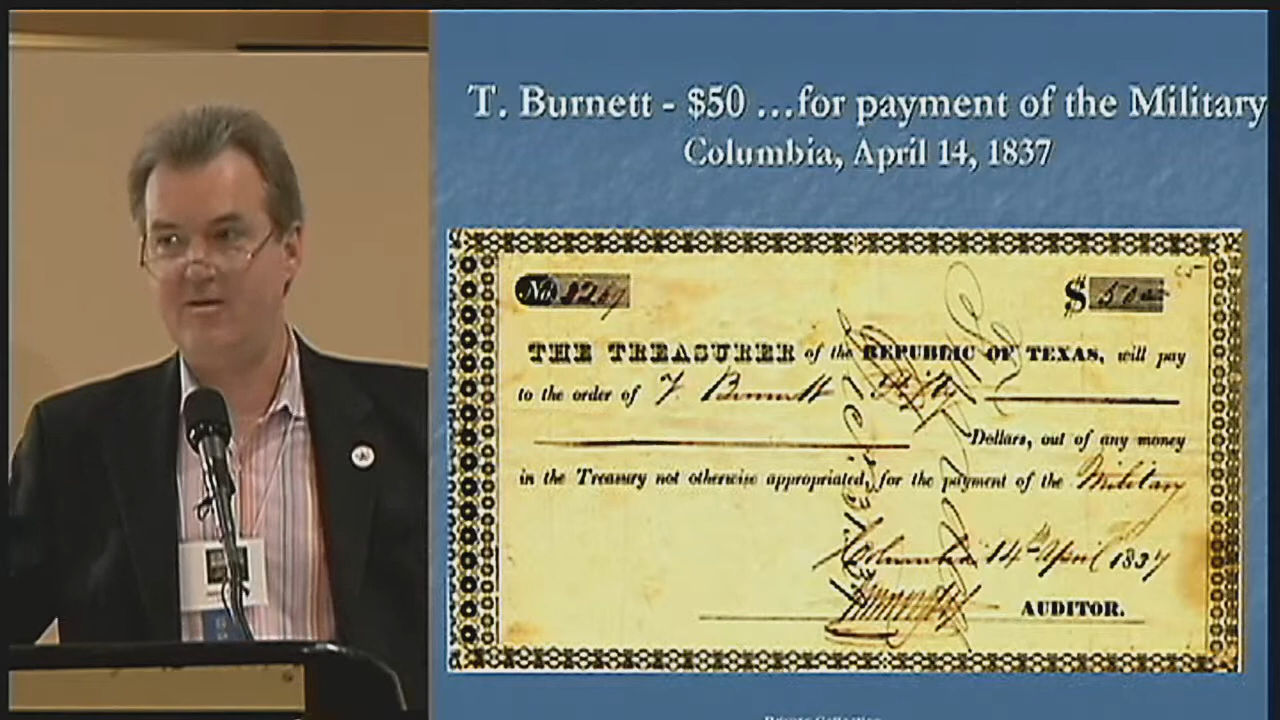 T. Burnett - $50 ...for payment of the Military
Columbia, April 14, 1837
No.
$ 50
THE TREASURER of the REPUBLIC OF TEXAS, will pay
to the order of T. Burnett Fifty
Dollars, out of any money
in the Treasury not otherwise appropriated, for the payment of the Military
Columbia 14th April 1837
AUDITOR.
Private Collection